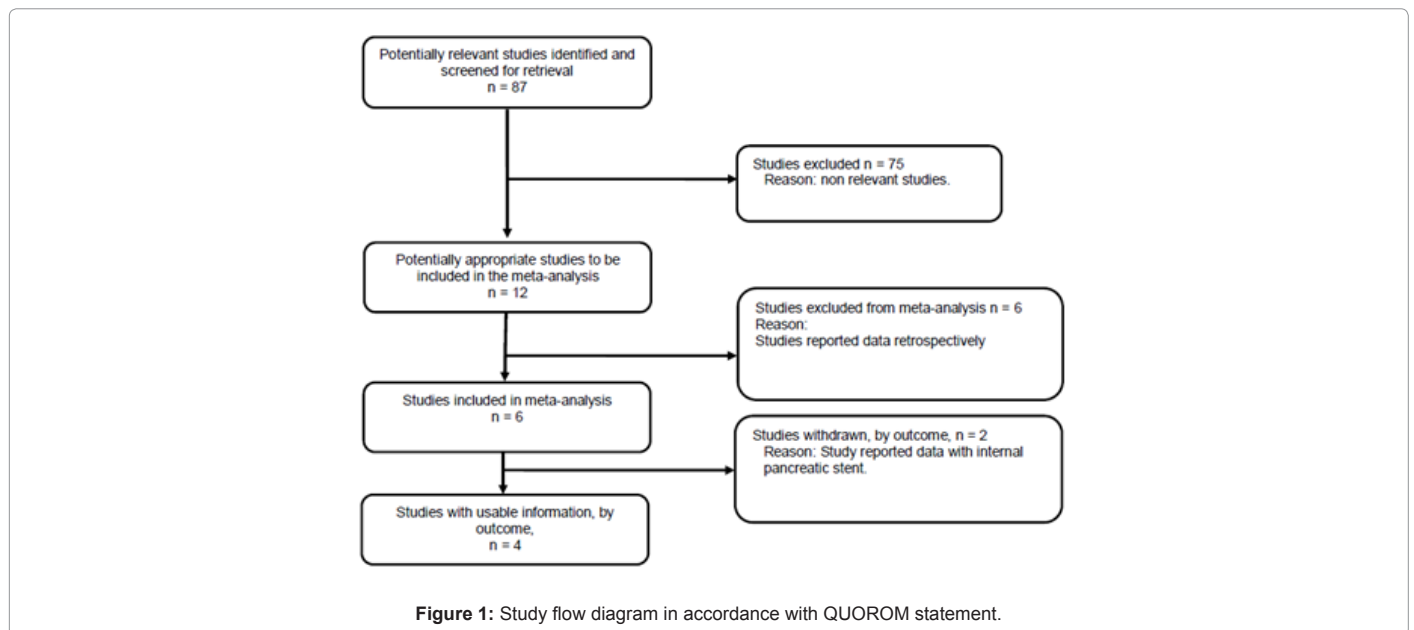 Potentially relevant studies identified and
screened for retrieval
n = 87
Studies excluded n = 75
Reason: non relevant studies.
Potentially appropriate studies to be
included in the meta-analysis
n = 12
Studies excluded from meta-analysis n = 6
Reason:
Studies reported data retrospectively
Studies included in meta-analysis
n = 6
Studies withdrawn, by outcome, n = 2
Reason: Study reported data with internal
pancreatic stent.
Studies with usable information, by
outcome,
n = 4
Figure 1: Study flow diagram in accordance with QUOROM statement.